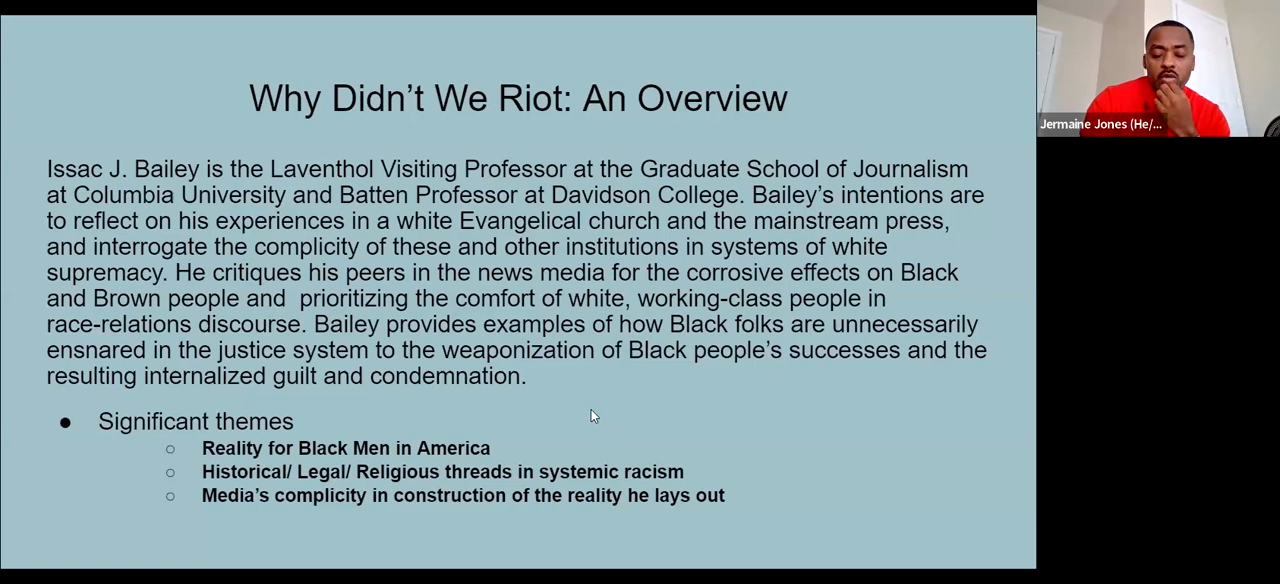 Why Didn’t We Riot: An Overview
Issac J. Bailey is the Laventhol Visiting Professor at the Graduate School of Journalism
at Columbia University and Batten Professor at Davidson College. Bailey’s intentions are
to reflect on his experiences in a white Evangelical church and the mainstream press,
and interrogate the complicity of these and other institutions in systems of white
supremacy. He critiques his peers in the news media for the corrosive effects on Black
and Brown people and  prioritizing the comfort of white, working-class people in
race-relations discourse. Bailey provides examples of how Black folks are unnecessarily
ensnared in the justice system to the weaponization of Black people’s successes and the
resulting internalized guilt and condemnation.
● Significant themes
○ Reality for Black Men in America
○ Historical/ Legal/ Religious threads in systemic racism
○ Media’s complicity in construction of the reality he lays out
Jermaine Jones (He/...